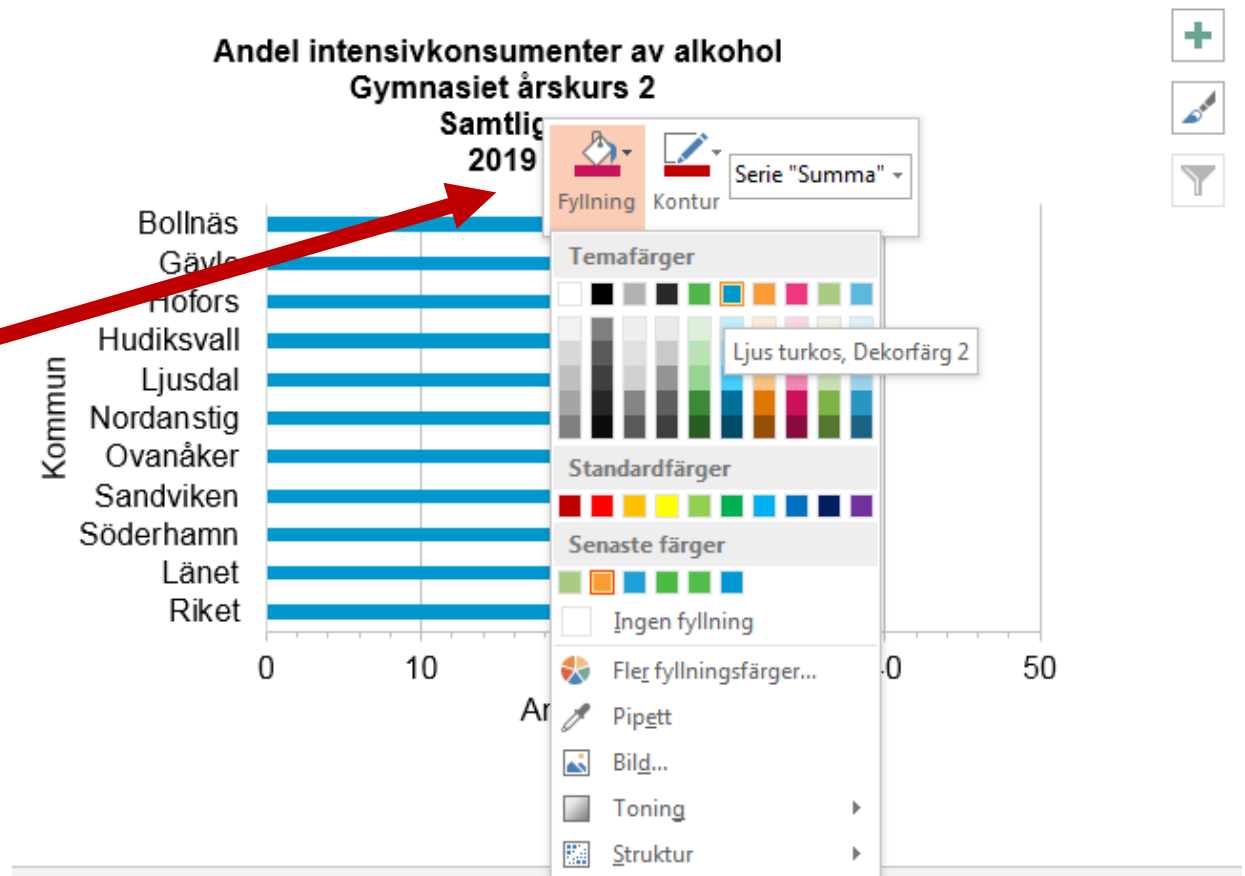 Andel intensivkonsumenter av alkohol
Gymnasiet årskurs 2
2019
Fyllning
Kontur
Serie "Summa"
Bollnäs
Gävle
Hofors
Hudiksvall
Ljusdal
Nordanstig
Ovanåker
Sandviken
Söderhamn
Länet
Riket
Kommun
0
10
50
Temafärger
Ljus turkos, Dekorfärg 2
Standardfärger
Senaste färger
Ingen fyllning
Fler fyllningsfärger...
Pipett
Bild...
Toning
Struktur